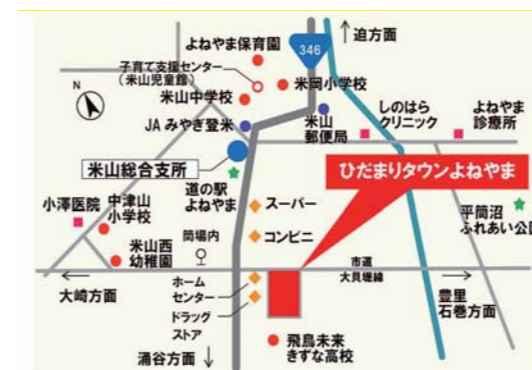 346
↑迫方面
よねやま保育園
子育て支援センター
(米山児童館)
N
米山中学校
米岡小学校
JAみやぎ登米
米山
郵便局
しのはら
クリニック
よねやま
診療所
米山総合支所
ひだまりタウンよねやま
道の駅
よねやま
小澤医院
中津山
小学校
スーパー
平筒沼
ふれあい公園
米山西
幼稚園
筒場内
コンビニ
市道
大貝堀線
←
大崎方面
ホーム
センター
→
豊里
石巻方面
ドラッグ
ストア
飛鳥未来
きずな高校
涌谷方面↓